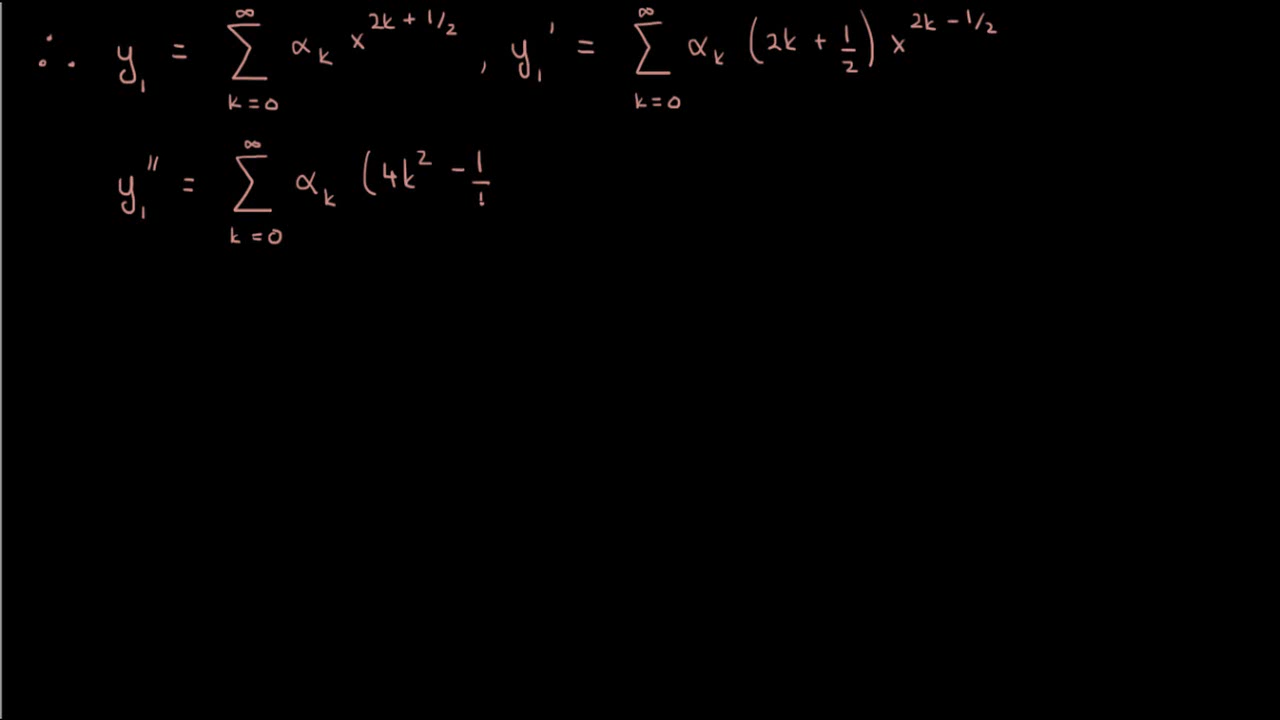 ∴ y₁ = ∑_{k=0}^{∞} α_k x^{2k + 1/2} , y₁' = ∑_{k=0}^{∞} α_k (2k + 1/2) x^{2k - 1/2}
y₁'' = ∑_{k=0}^{∞} α_k (4k² - 1/